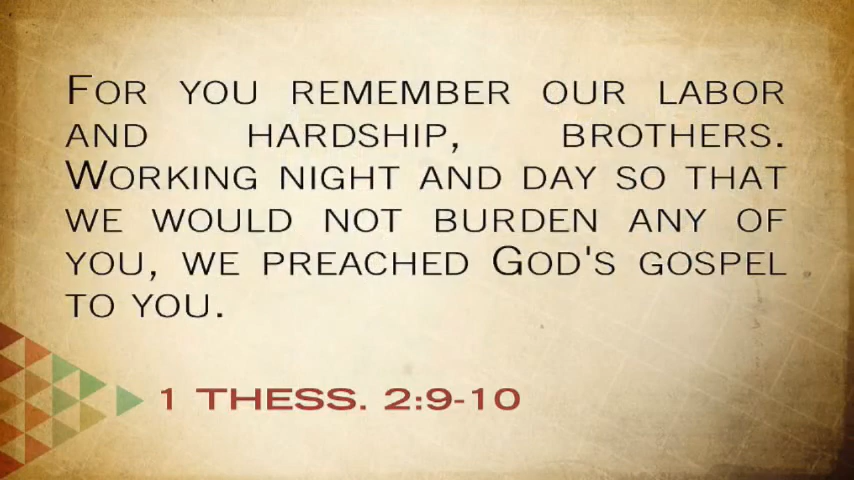 For you remember our labor
and hardship, brothers.
Working night and day so that
we would not burden any of
you, we preached God's gospel
to you.
1 THESS. 2:9-10